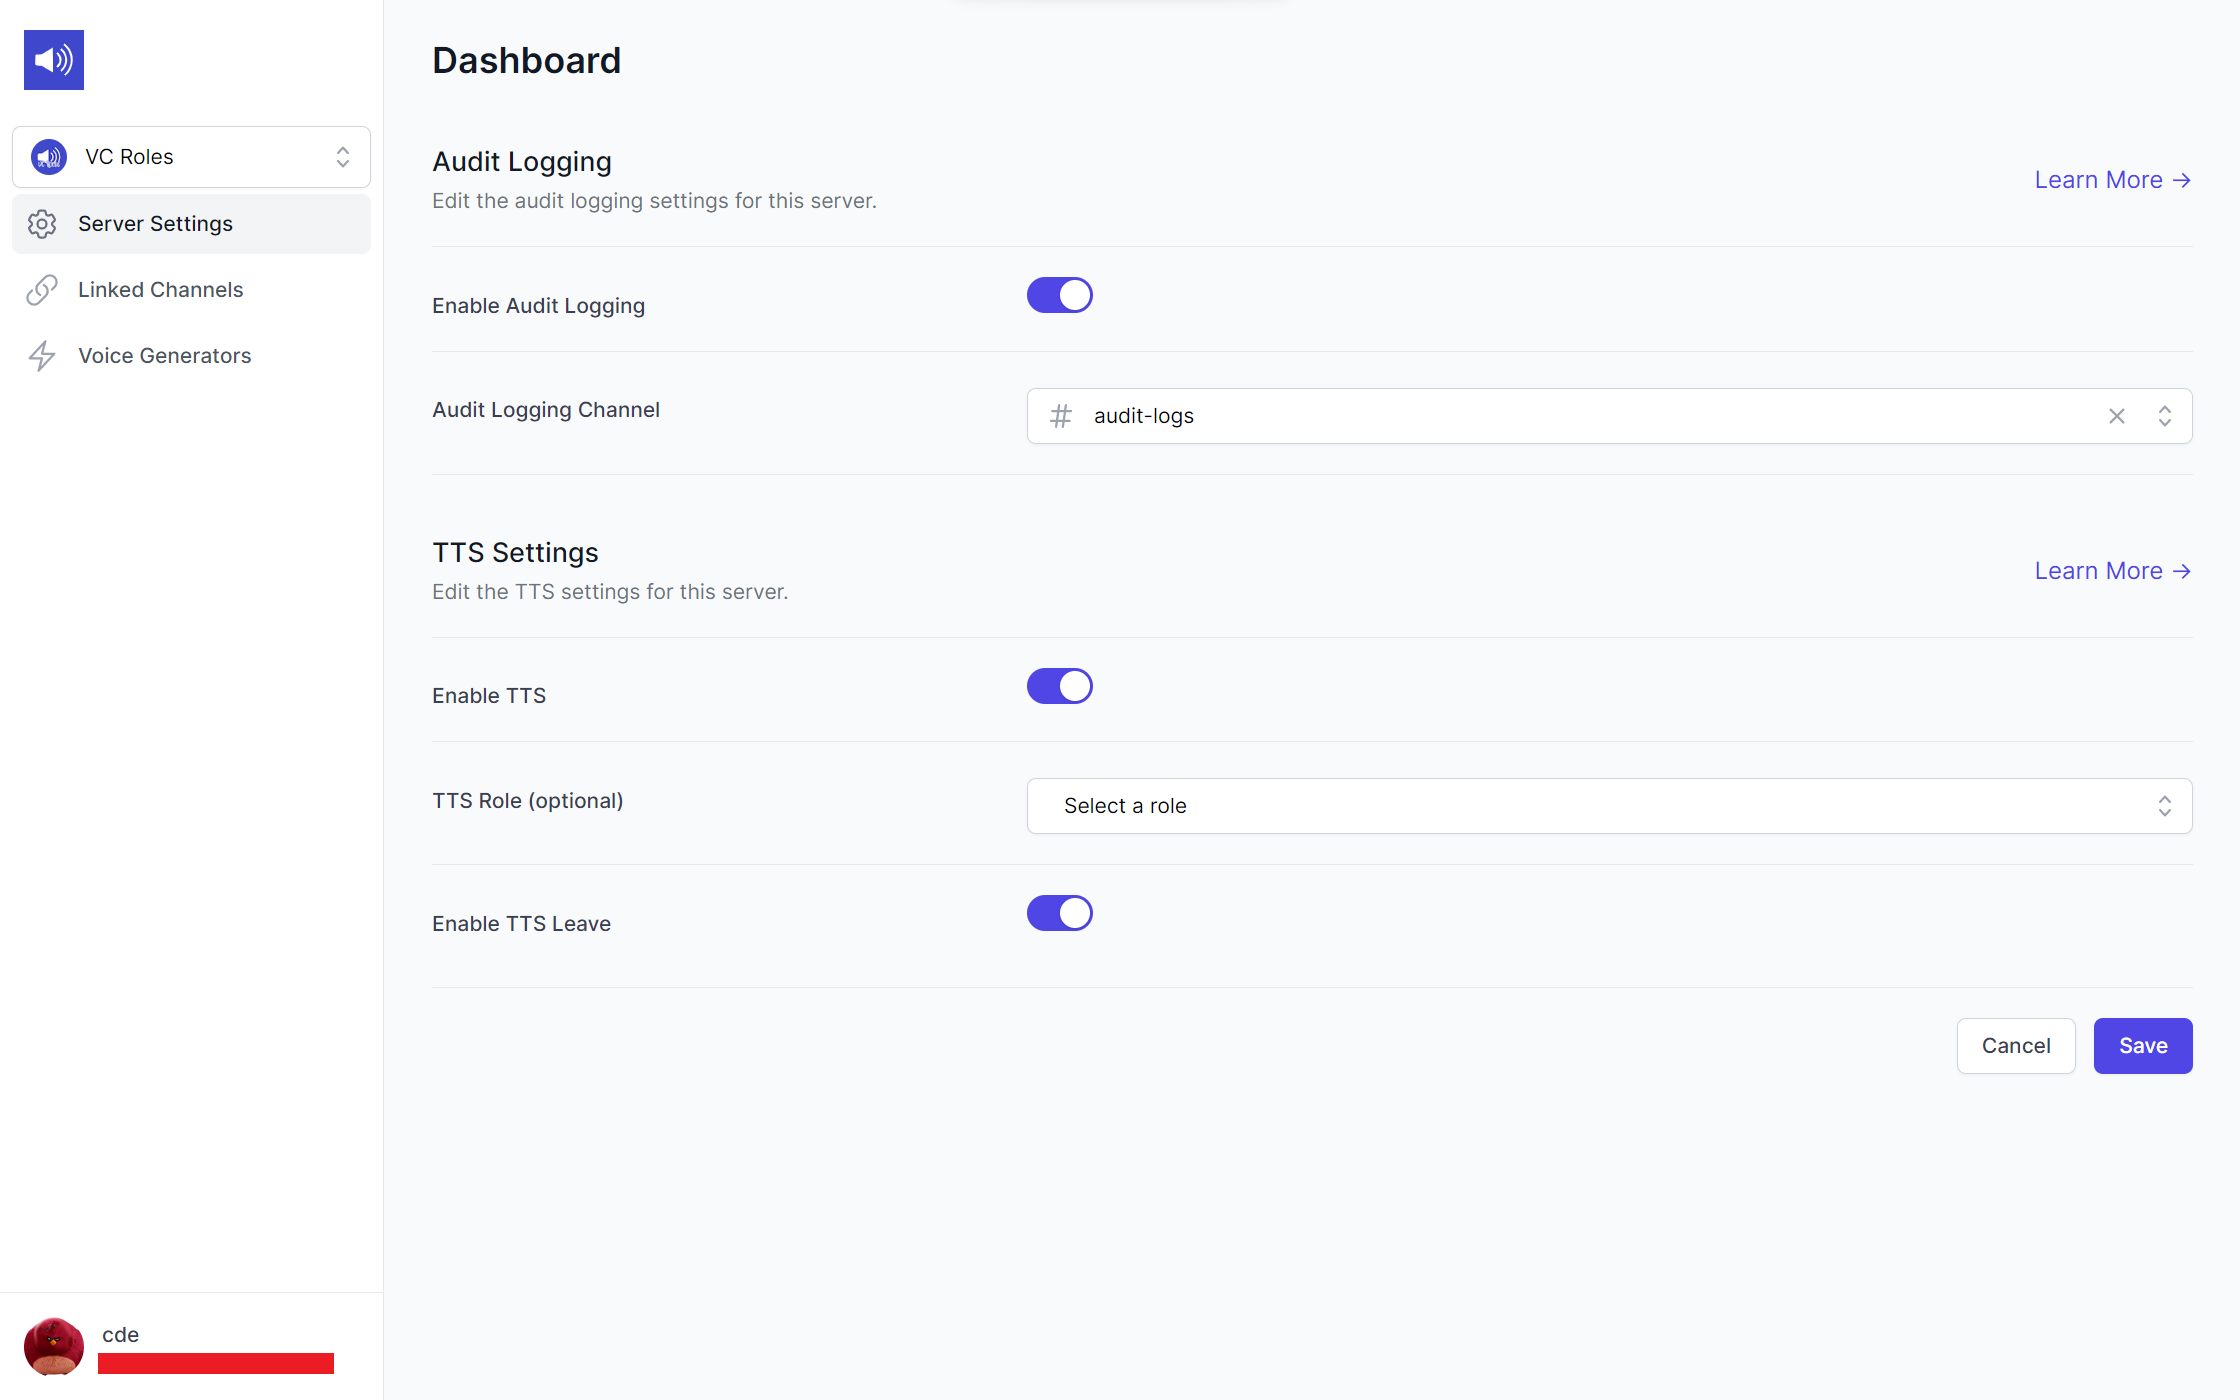 VC Roles
Server Settings
Linked Channels
Voice Generators
cde
Dashboard
Audit Logging
Edit the audit logging settings for this server.
Learn More →
Enable Audit Logging
Audit Logging Channel
# audit-logs
TTS Settings
Edit the TTS settings for this server.
Learn More →
Enable TTS
TTS Role (optional)
Select a role
Enable TTS Leave
Cancel
Save